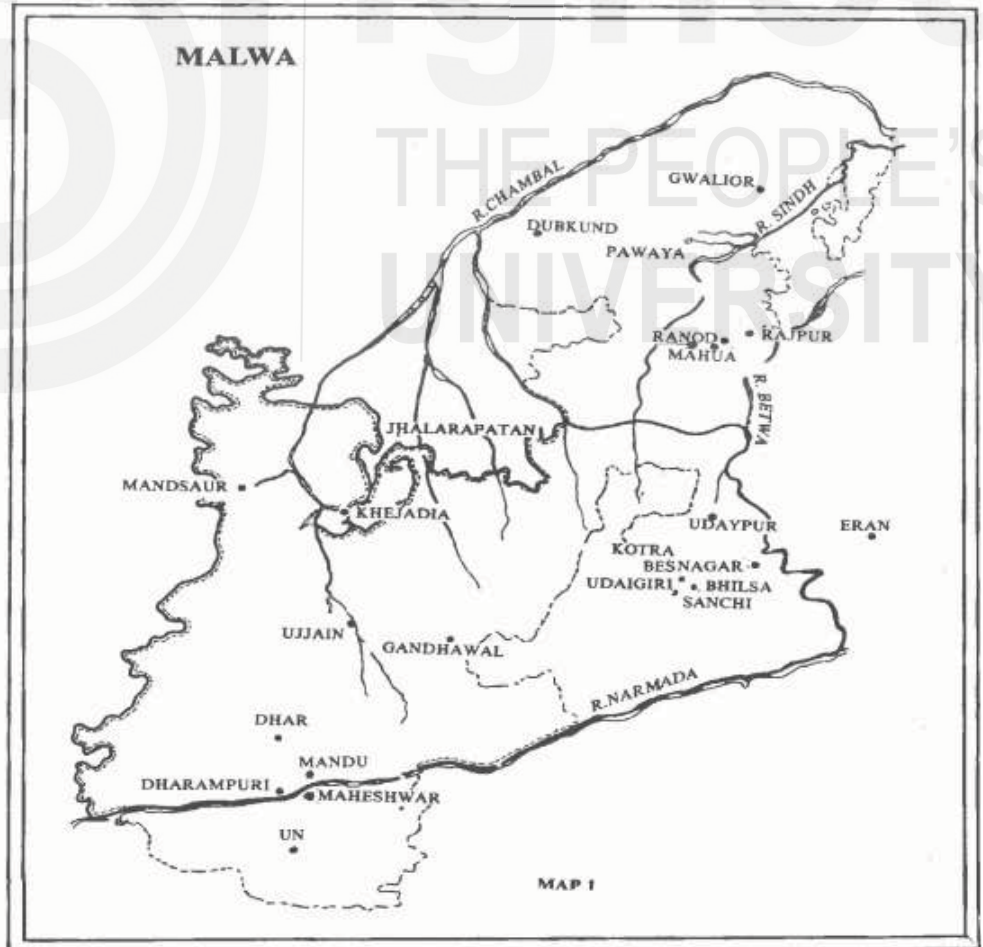 MALWA
ignou
THE PEOPLE'S
UNIVERSITY
R.CHAMBAL
GWALIOR
R. SINDH
DUBKUND
PAWAYA
RANOD
RAJPUR
MAHUA
R. BETWA
JHALARAPATAN
MANDSAUR
KHEJADIA
UDAYPUR
ERAN
KOTRA
BESNAGAR
UDAIGIRI
BHILSA
SANCHI
UJJAIN
GANDHAWAL
R.NARMADA
DHAR
MANDU
DHARAMPURI
MAHESHWAR
UN
MAP 1